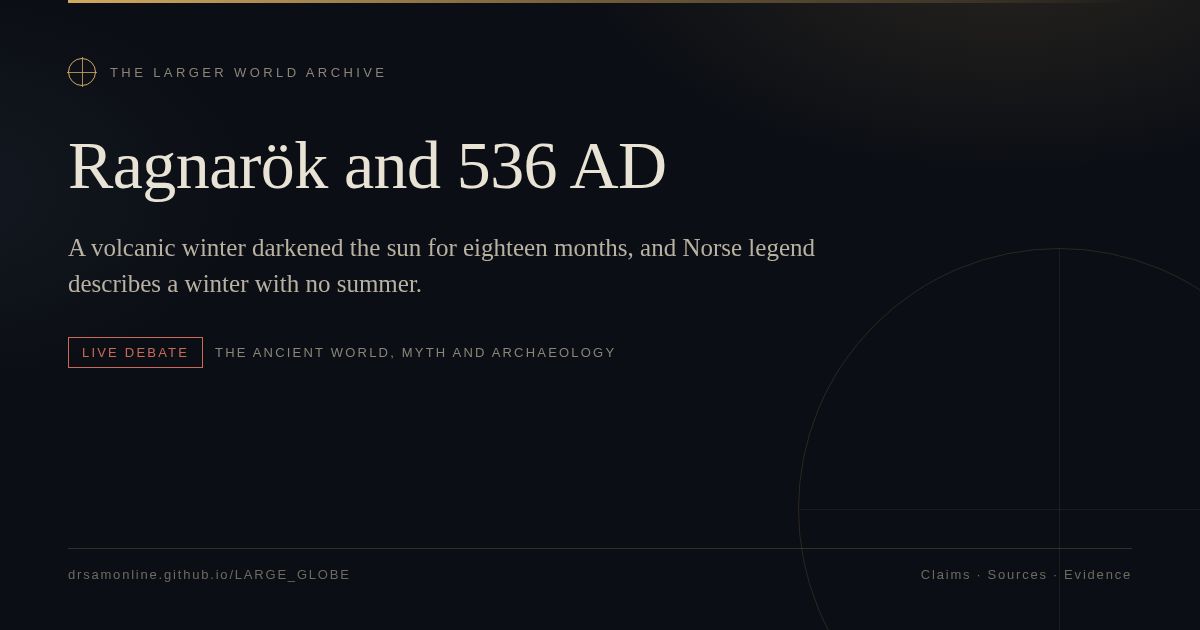 THE LARGER WORLD ARCHIVE
Ragnarök and 536 AD
A volcanic winter darkened the sun for eighteen months, and Norse legend
describes a winter with no summer.
LIVE DEBATE THE ANCIENT WORLD, MYTH AND ARCHAEOLOGY
drsamonline.github.io/LARGE_GLOBE Claims · Sources · Evidence